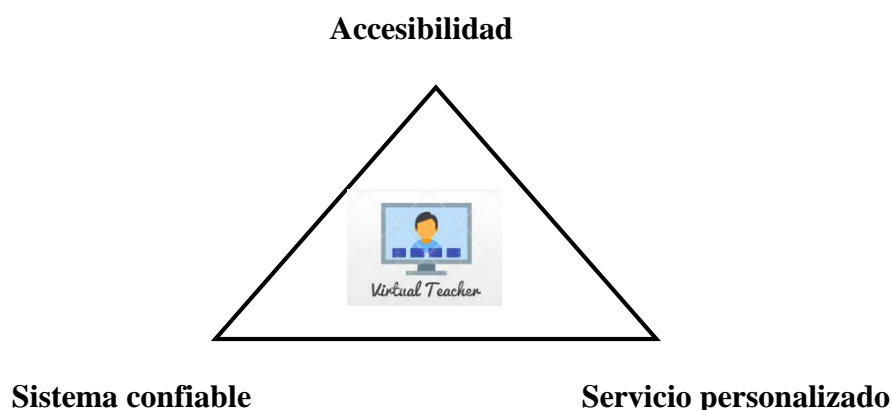 Accesibilidad
Virtual Teacher
Sistema confiable
Servicio personalizado